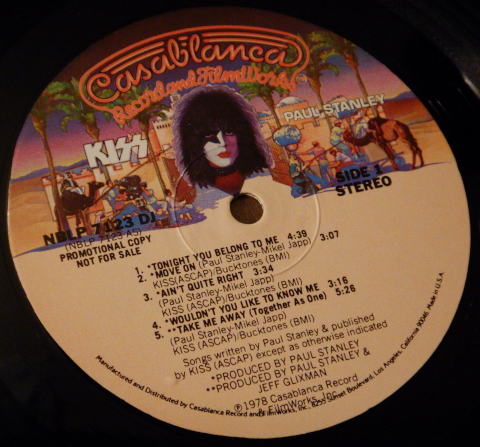 Casablanca
Record and FilmWorks
KISS
PAUL STANLEY
NBLP 7123 DJ
(NBLP 7123 AS)
PROMOTIONAL COPY
NOT FOR SALE
SIDE 1
STEREO
1. *TONIGHT YOU BELONG TO ME 4:39
2. *MOVE ON (Paul Stanley-Mikel Japp) 3:07
KISS(ASCAP)/Bucktones (BMI)
3. *AIN'T QUITE RIGHT 3:34
(Paul Stanley-Mikel Japp)
KISS (ASCAP)/Bucktones (BMI)
4. *WOULDN'T YOU LIKE TO KNOW ME 3:16
5. **TAKE ME AWAY (Together As One) 5:26
(Paul Stanley-Mikel Japp)
KISS (ASCAP)/Bucktones (BMI)
Songs written by Paul Stanley & published
by KISS (ASCAP) except as otherwise indicated
*PRODUCED BY PAUL STANLEY
**PRODUCED BY PAUL STANLEY &
JEFF GLIXMAN
℗1978 Casablanca Record
& FilmWorks, Inc.
Manufactured and Distributed by Casablanca Record and FilmWorks, Inc., 8255 Sunset Boulevard, Los Angeles, California 90046 Made in U.S.A.